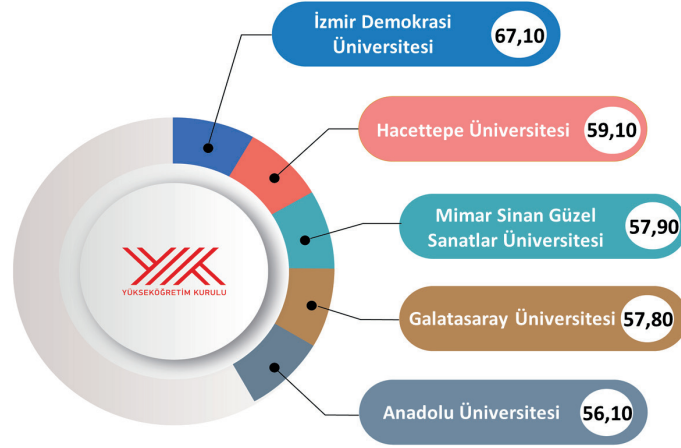 İzmir Demokrasi
Üniversitesi
67,10
Hacettepe Üniversitesi
59,10
Mimar Sinan Güzel
Sanatlar Üniversitesi
57,90
YÜKSEKÖĞRETİM KURULU
Galatasaray Üniversitesi
57,80
Anadolu Üniversitesi
56,10